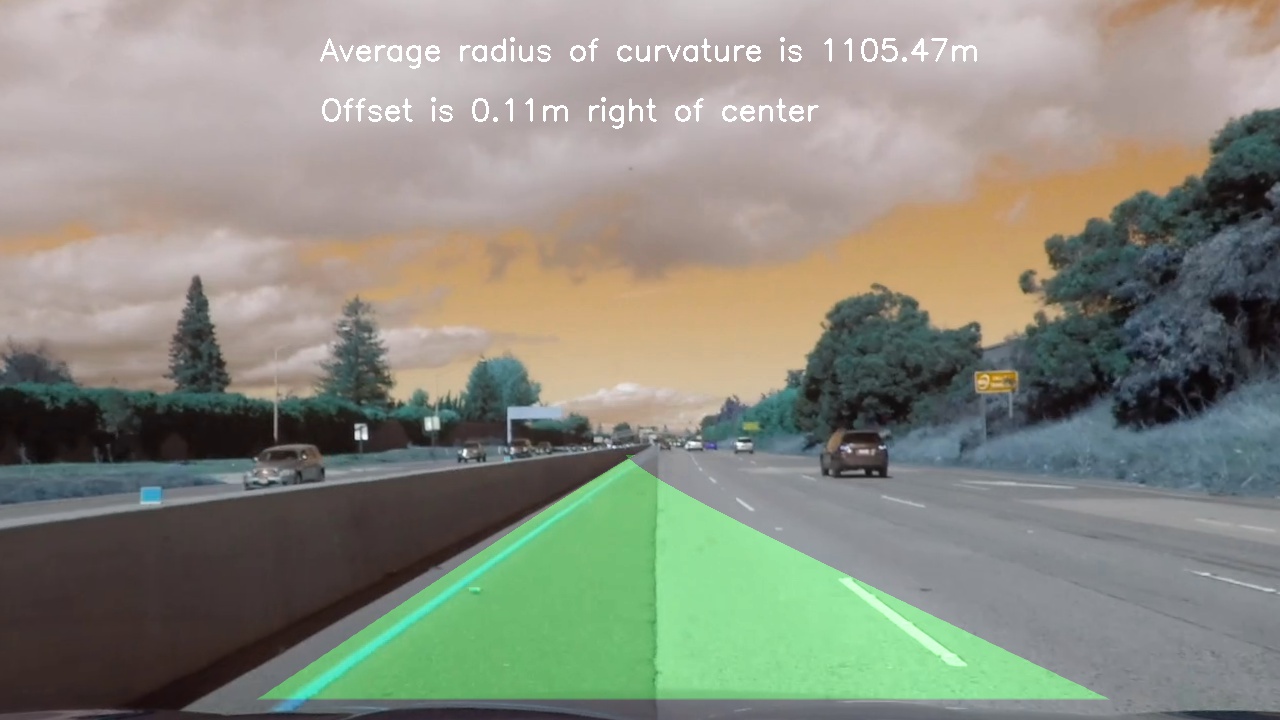 Average radius of curvature is 1105.47m
Offset is 0.11m right of center